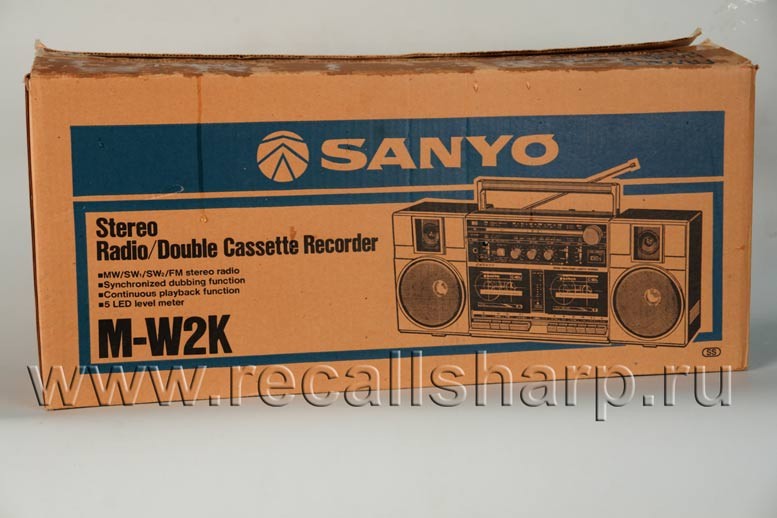 SANYO
Stereo
Radio/Double Cassette Recorder
▪MW/SW₁/SW₂/FM stereo radio
▪Synchronized dubbing function
▪Continuous playback function
▪5 LED level meter
M-W2K
SS
www.recallsharp.ru